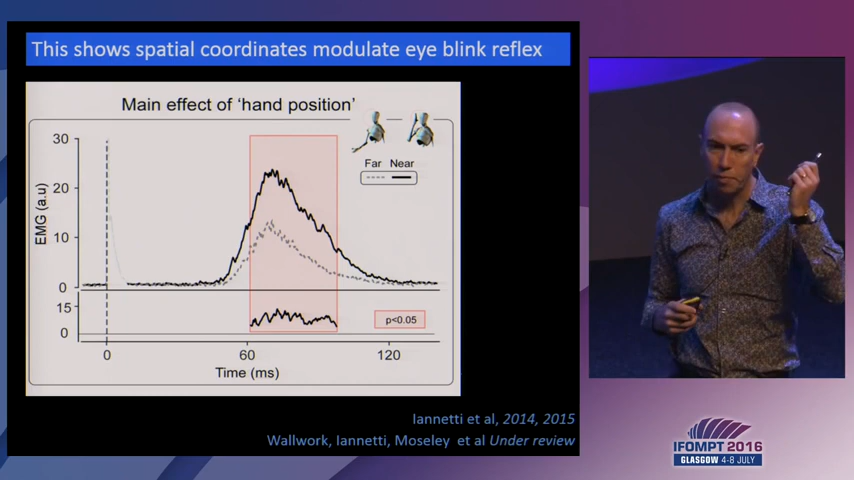 This shows spatial coordinates modulate eye blink reflex
Main effect of 'hand position'
30
20
10
0
15
0
EMG (a.u)
Far Near
p<0.05
0 60 120
Time (ms)
Iannetti et al, 2014, 2015
Wallwork, Iannetti, Moseley et al Under review
IFOMPT 2016
GLASGOW 4-8 JULY